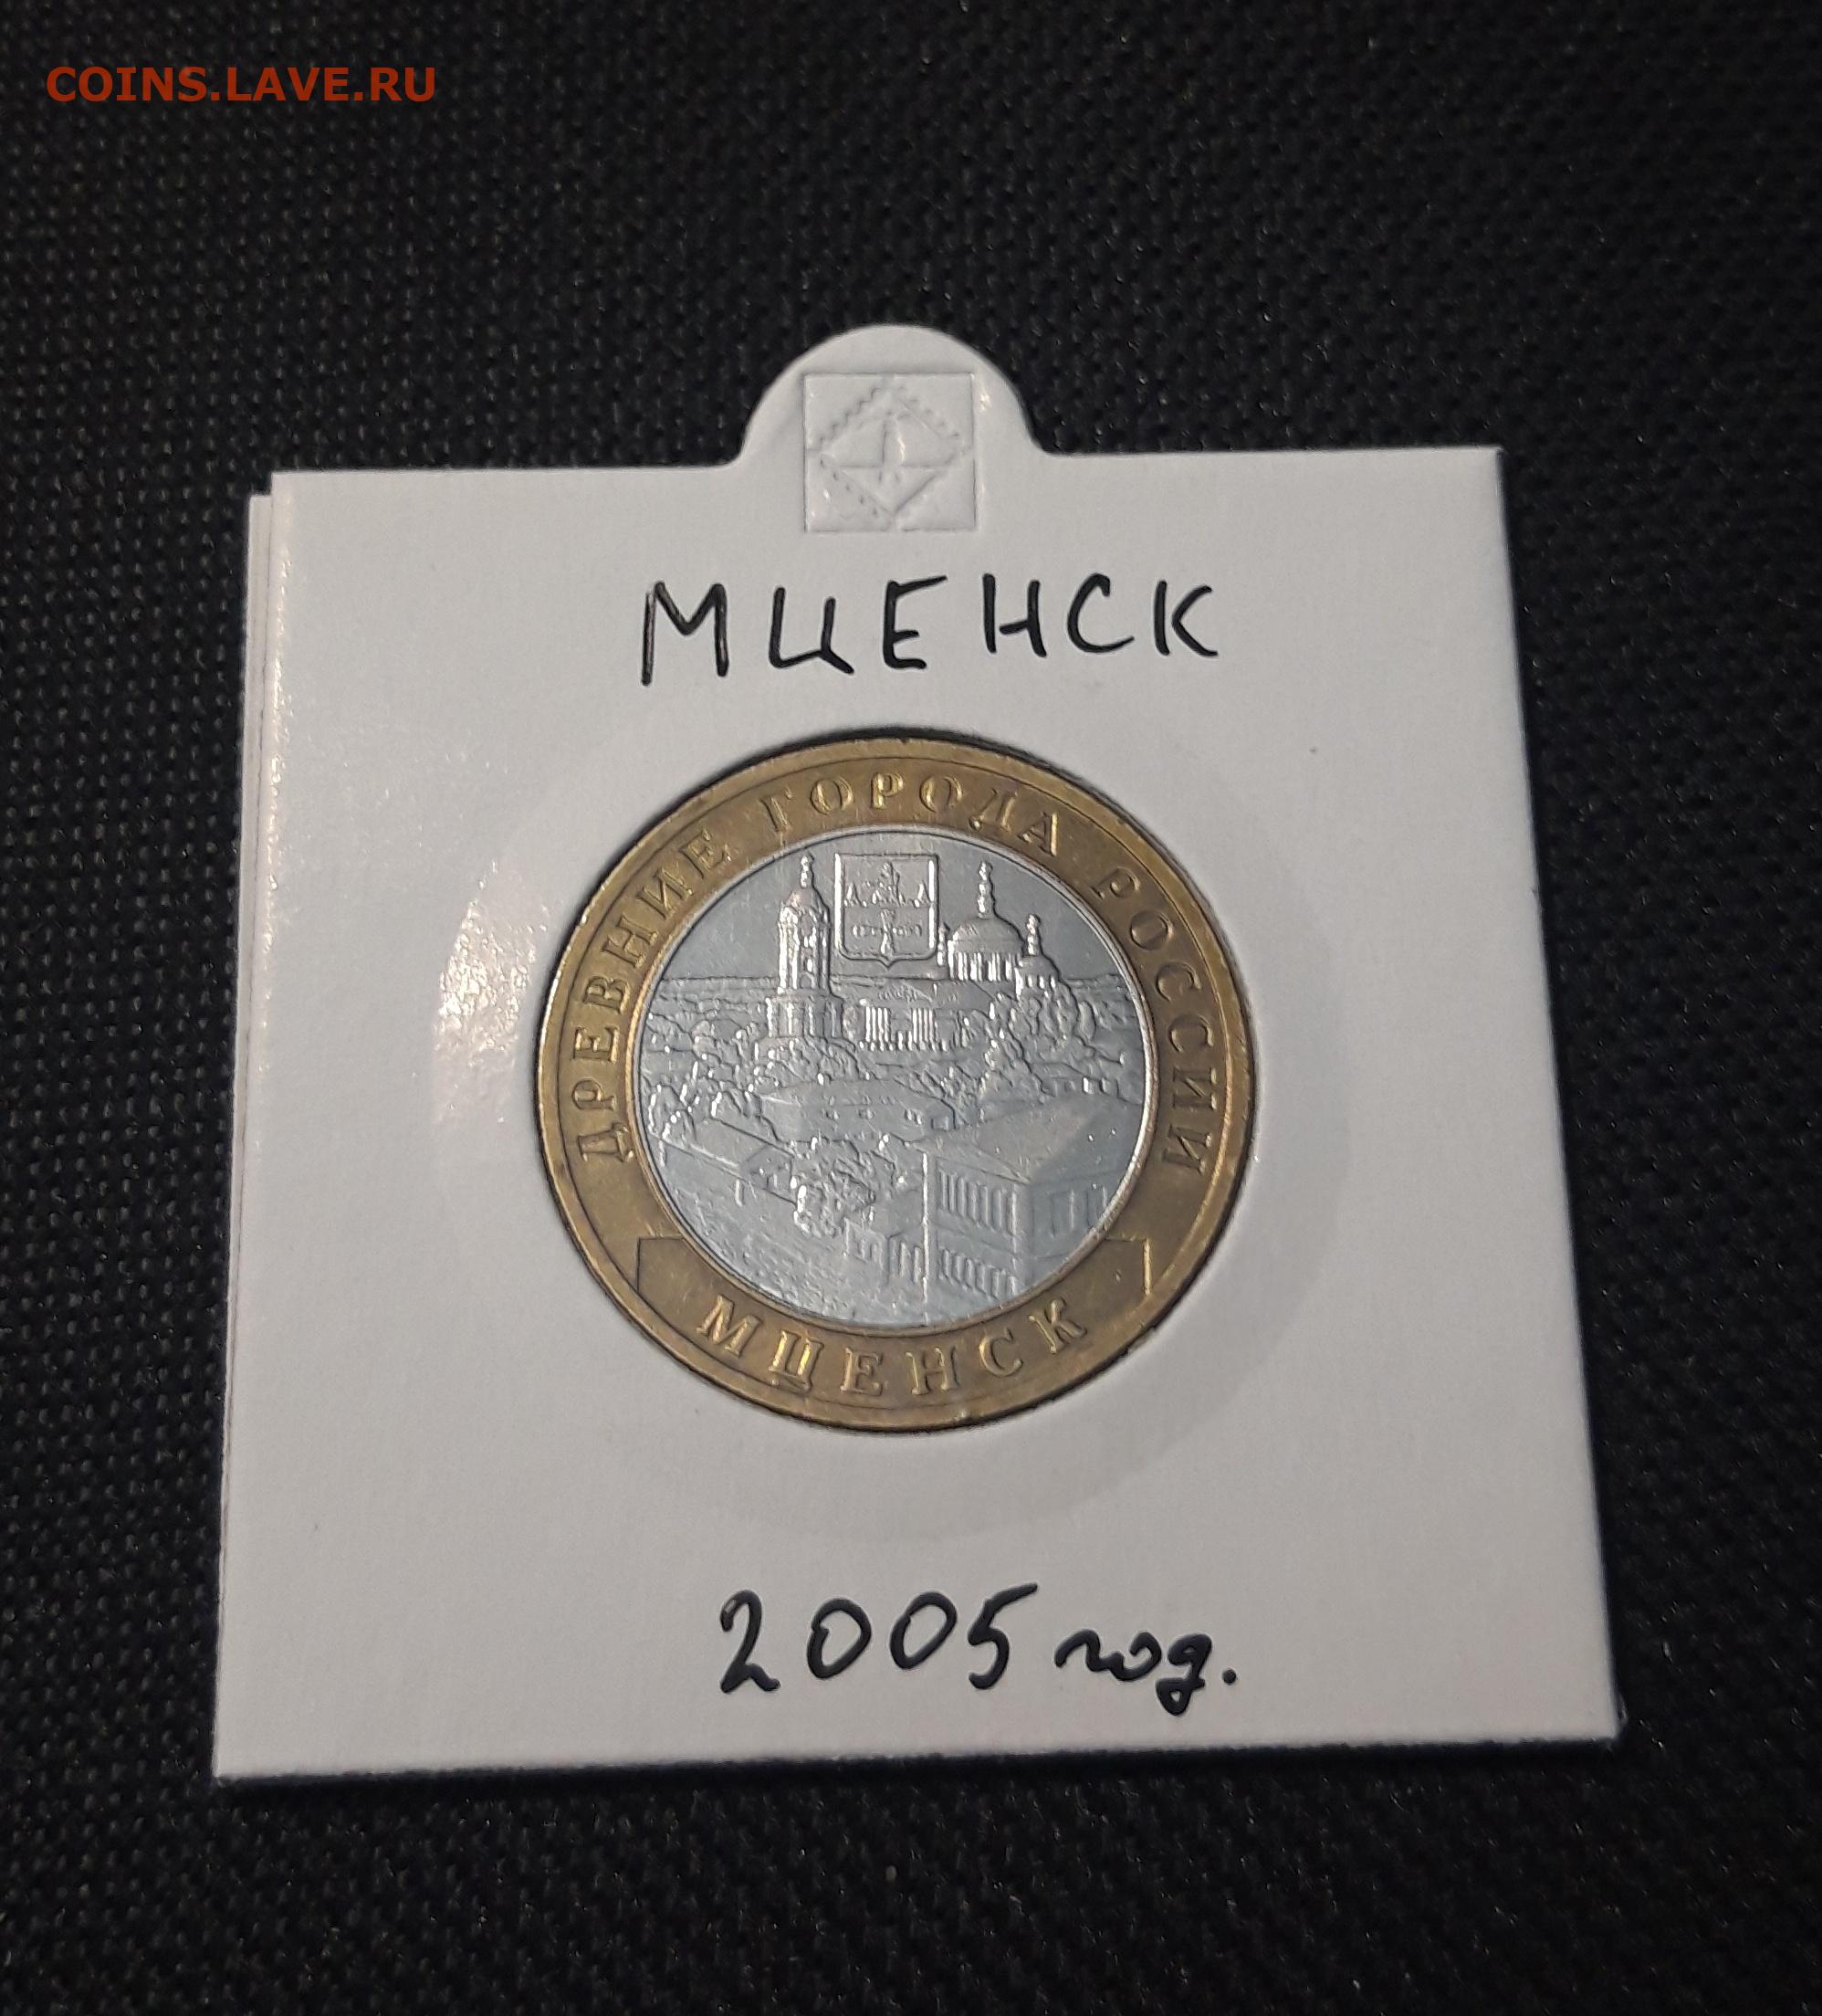 COINS.LAVE.RU
МЦЕНСК
ДРЕВНИЕ ГОРОДА РОССИИ
МЦЕНСК
2005 год.